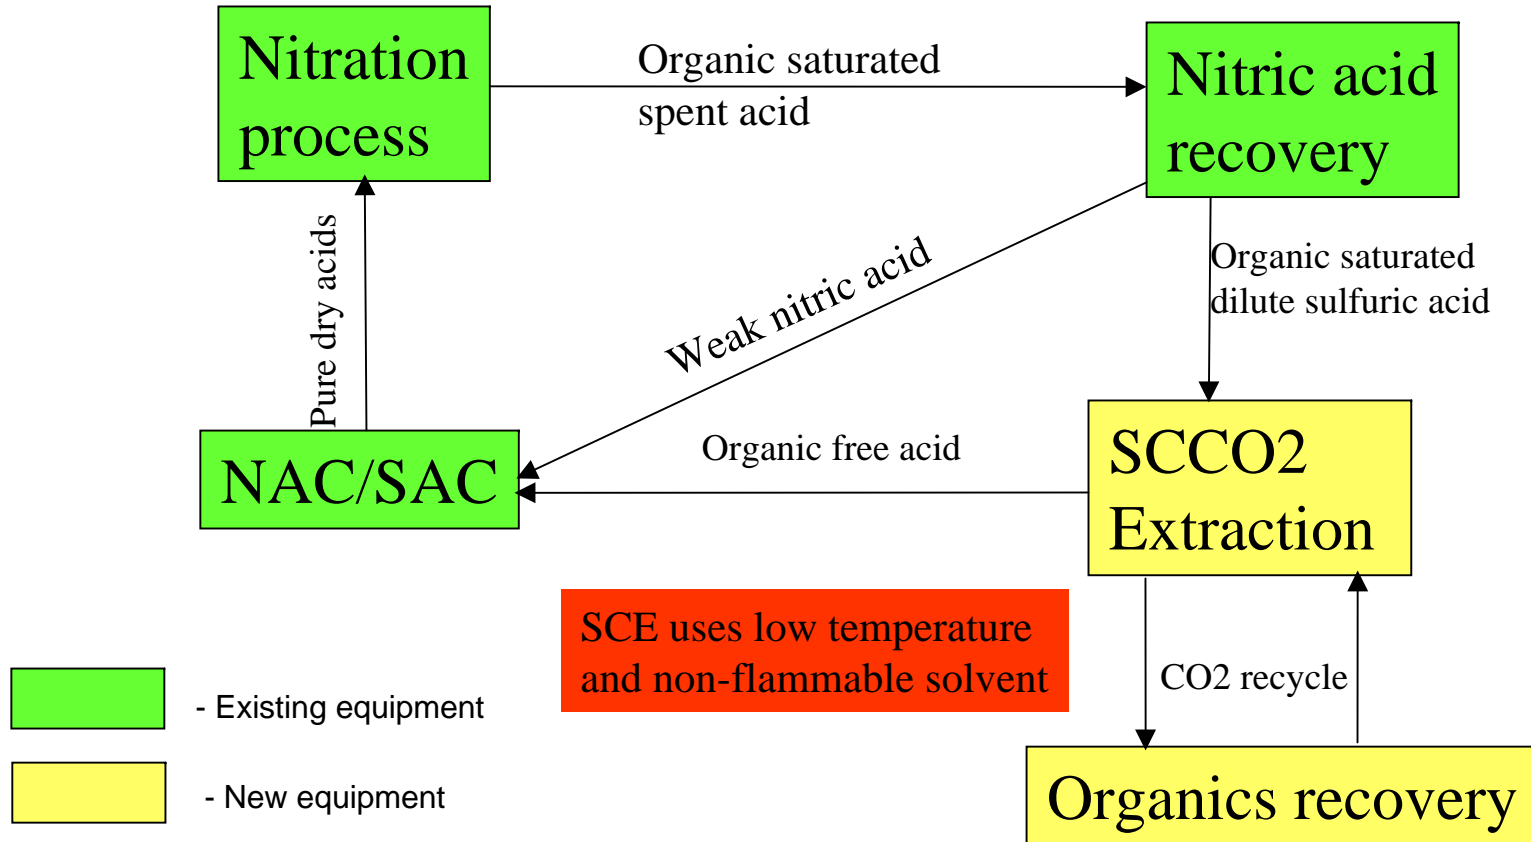 Nitration
process
Organic saturated
spent acid
Nitric acid
recovery
Pure dry acids
Weak nitric acid
Organic saturated
dilute sulfuric acid
NAC/SAC
Organic free acid
SCCO2
Extraction
SCE uses low temperature
and non-flammable solvent
CO2 recycle
- Existing equipment
- New equipment
Organics recovery